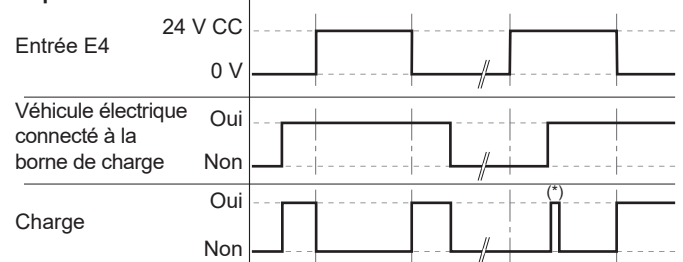 24 V CC
Entrée E4
0 V
Véhicule électrique
connecté à la
borne de charge
Oui
Non
(*)
Oui
Charge
Non